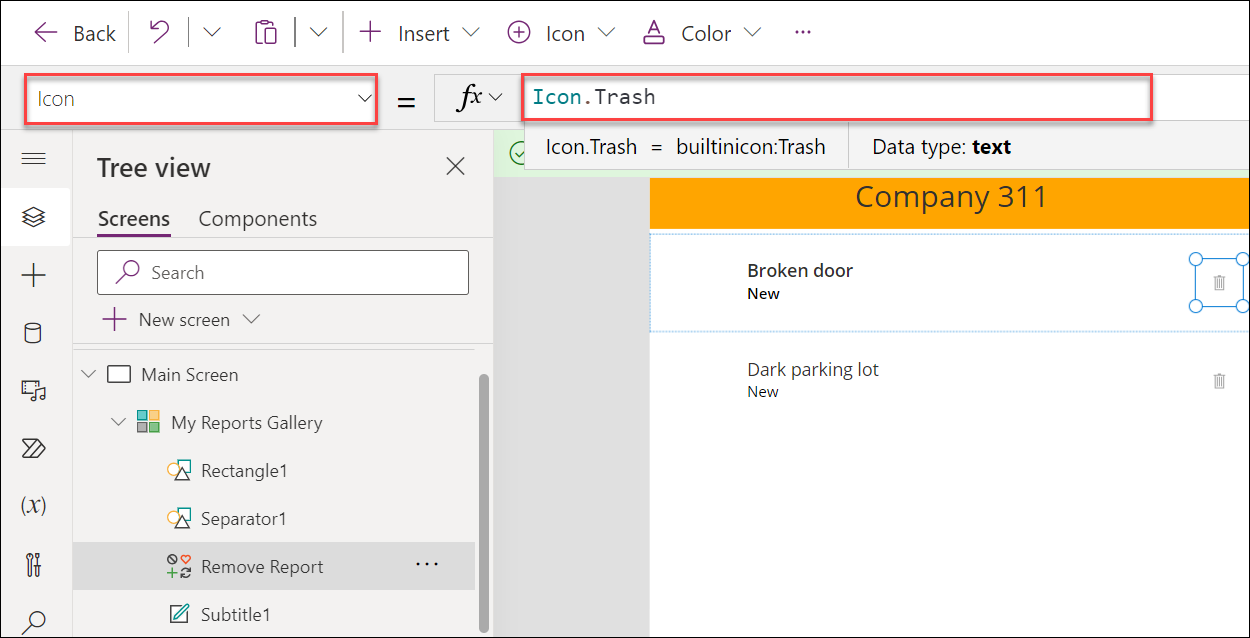 Back
Insert
Icon
Color
...
Icon
=
fx
Icon.Trash
Icon.Trash = builtinicon:Trash
Data type: text
Tree view
Screens
Components
Search
New screen
Main Screen
My Reports Gallery
Rectangle1
Separator1
Remove Report
...
Subtitle1
(x)
Company 311
Broken door
New
Dark parking lot
New